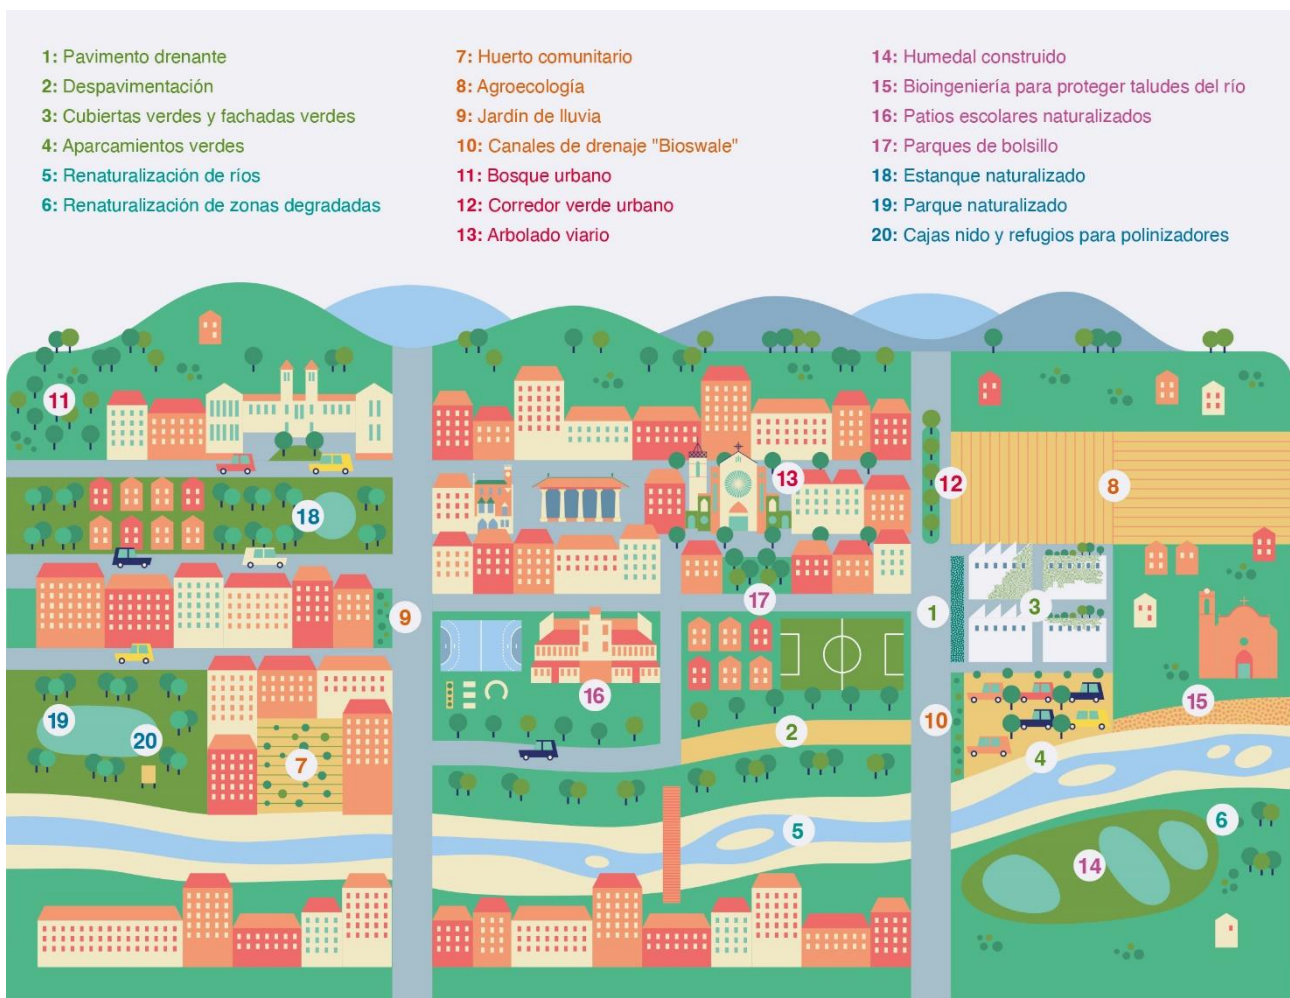 1: Pavimento drenante
2: Despavimentación
3: Cubiertas verdes y fachadas verdes
4: Aparcamientos verdes
5: Renaturalización de ríos
6: Renaturalización de zonas degradadas
7: Huerto comunitario
8: Agroecología
9: Jardín de lluvia
10: Canales de drenaje "Bioswale"
11: Bosque urbano
12: Corredor verde urbano
13: Arbolado viario
14: Humedal construido
15: Bioingeniería para proteger taludes del río
16: Patios escolares naturalizados
17: Parques de bolsillo
18: Estanque naturalizado
19: Parque naturalizado
20: Cajas nido y refugios para polinizadores
11
13
12
8
18
17
3
9
1
16
15
19
10
2
20
7
4
5
6
14